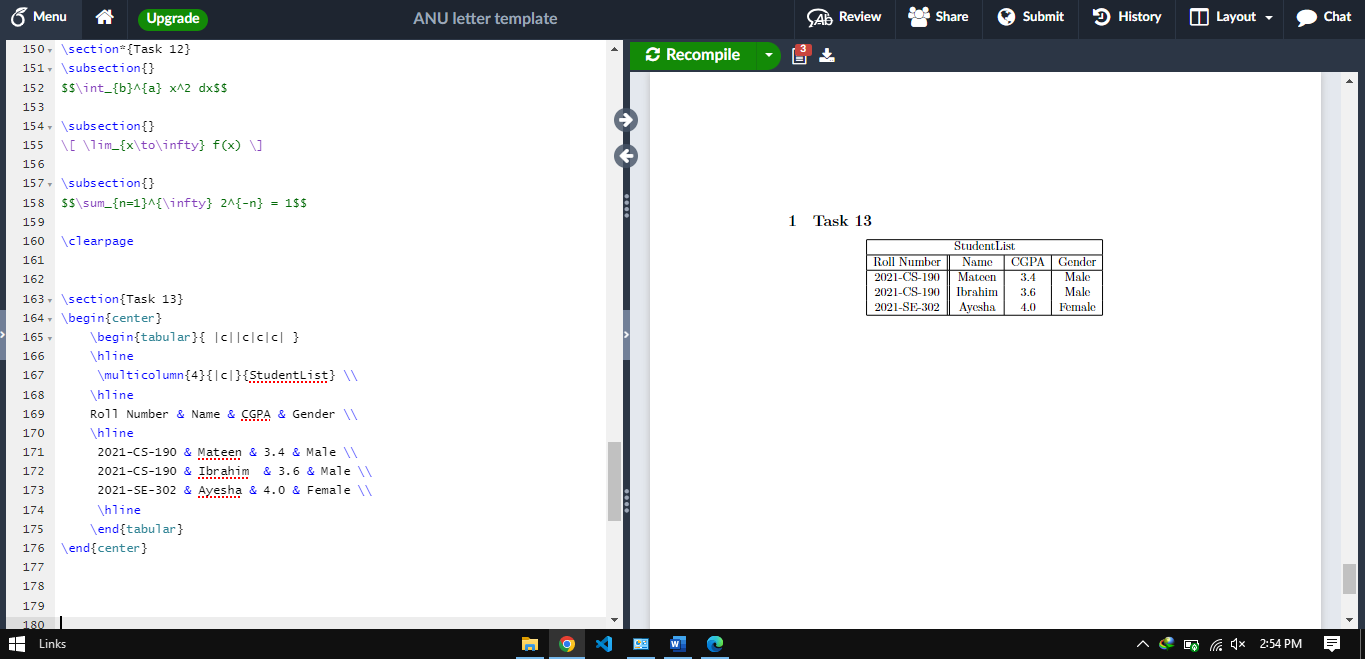 Menu
Upgrade
ANU letter template
Review
Share
Submit
History
Layout
Chat
150 \section*{Task 12}
151 \subsection{}
152 $$\int_{b}^{a} x^2 dx$$
153
154 \subsection{}
155 \[ \lim_{x\to\infty} f(x) \]
156
157 \subsection{}
158 $$\sum_{n=1}^{\infty} 2^{-n} = 1$$
159
160 \clearpage
161
162
163 \section{Task 13}
164 \begin{center}
165 \begin{tabular}{ |c||c|c|c| }
166 \hline
167 \multicolumn{4}{|c|}{StudentList} \\
168 \hline
169 Roll Number & Name & CGPA & Gender \\
170 \hline
171 2021-CS-190 & Mateen & 3.4 & Male \\
172 2021-CS-190 & Ibrahim & 3.6 & Male \\
173 2021-SE-302 & Ayesha & 4.0 & Female \\
174 \hline
175 \end{tabular}
176 \end{center}
177
178
179
180
Recompile
3
1 Task 13
StudentList
Roll Number Name CGPA Gender
2021-CS-190 Mateen 3.4 Male
2021-CS-190 Ibrahim 3.6 Male
2021-SE-302 Ayesha 4.0 Female
Links
2:54 PM